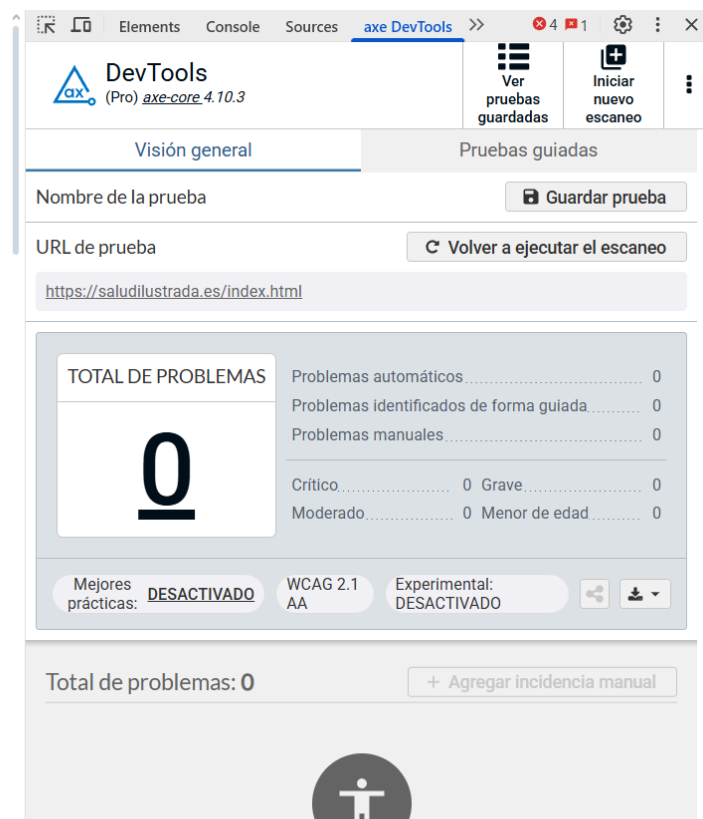 Elements Console Sources axe DevTools 4 1
DevTools
(Pro) axe-core 4.10.3
Ver
pruebas
guardadas
Iniciar
nuevo
escaneo
Visión general
Pruebas guiadas
Nombre de la prueba
Guardar prueba
URL de prueba
Volver a ejecutar el escaneo
https://saludilustrada.es/index.html
TOTAL DE PROBLEMAS
0
Problemas automáticos 0
Problemas identificados de forma guiada 0
Problemas manuales 0
Crítico 0 Grave 0
Moderado 0 Menor de edad 0
Mejores
prácticas: DESACTIVADO
WCAG 2.1
AA
Experimental:
DESACTIVADO
Total de problemas: 0
+ Agregar incidencia manual